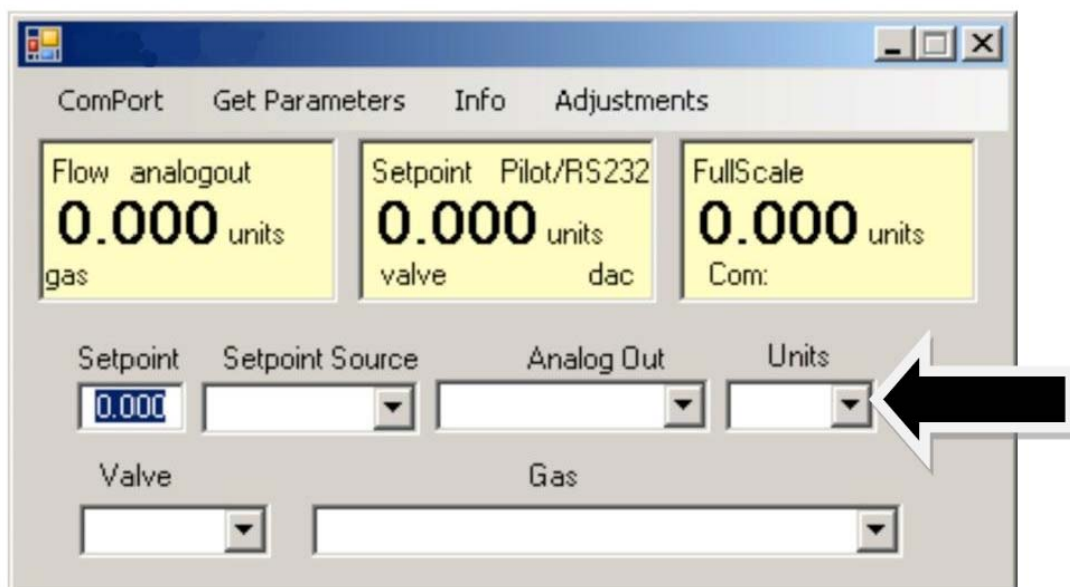 ComPort Get Parameters Info Adjustments
Flow analogout
0.000 units
gas
Setpoint Pilot/RS232
0.000 units
valve dac
FullScale
0.000 units
Com:
Setpoint Setpoint Source Analog Out Units
0.000
Valve Gas